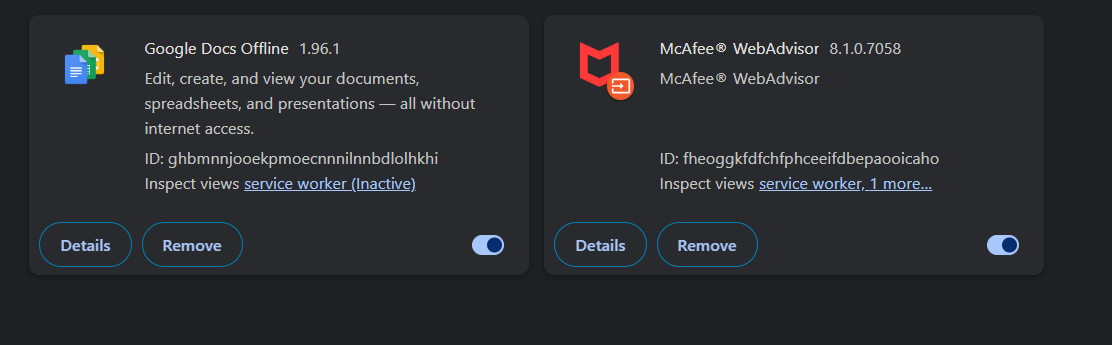 Google Docs Offline 1.96.1
Edit, create, and view your documents,
spreadsheets, and presentations — all without
internet access.
ID: ghbmnnjooekpmoecnnnilnnbdlolhkhi
Inspect views service worker (Inactive)
Details Remove
McAfee® WebAdvisor 8.1.0.7058
McAfee® WebAdvisor
ID: fheoggkfdfchfphceeifdbepaooicaho
Inspect views service worker, 1 more...
Details Remove